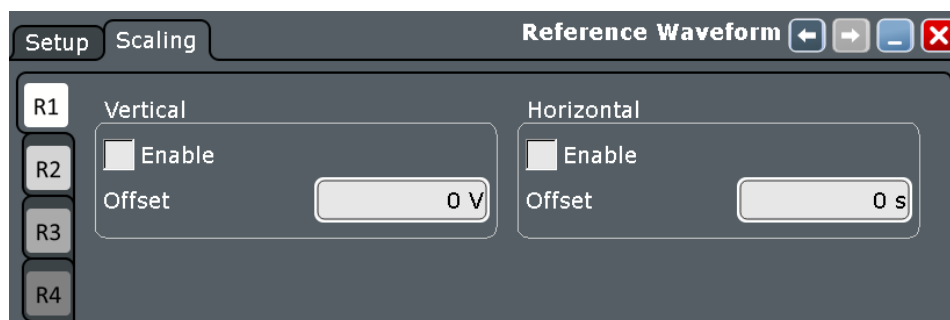 Setup Scaling Reference Waveform
R1
R2
R3
R4
Vertical Horizontal
Enable Enable
Offset 0 V Offset 0 s